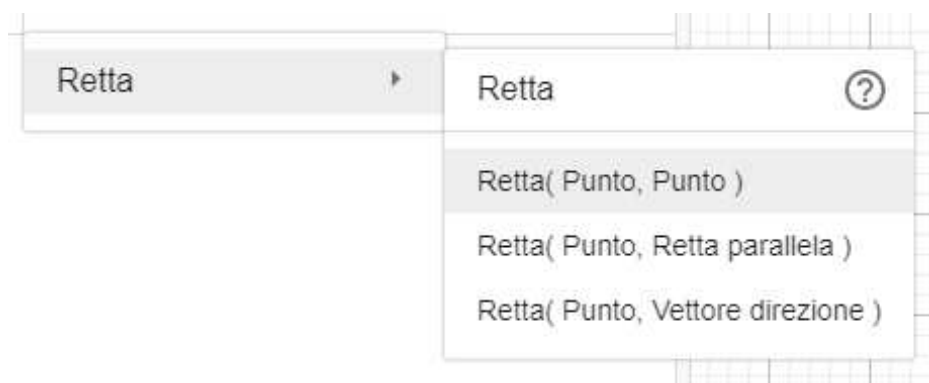 Retta
Retta
Retta( Punto, Punto )
Retta( Punto, Retta parallela )
Retta( Punto, Vettore direzione )